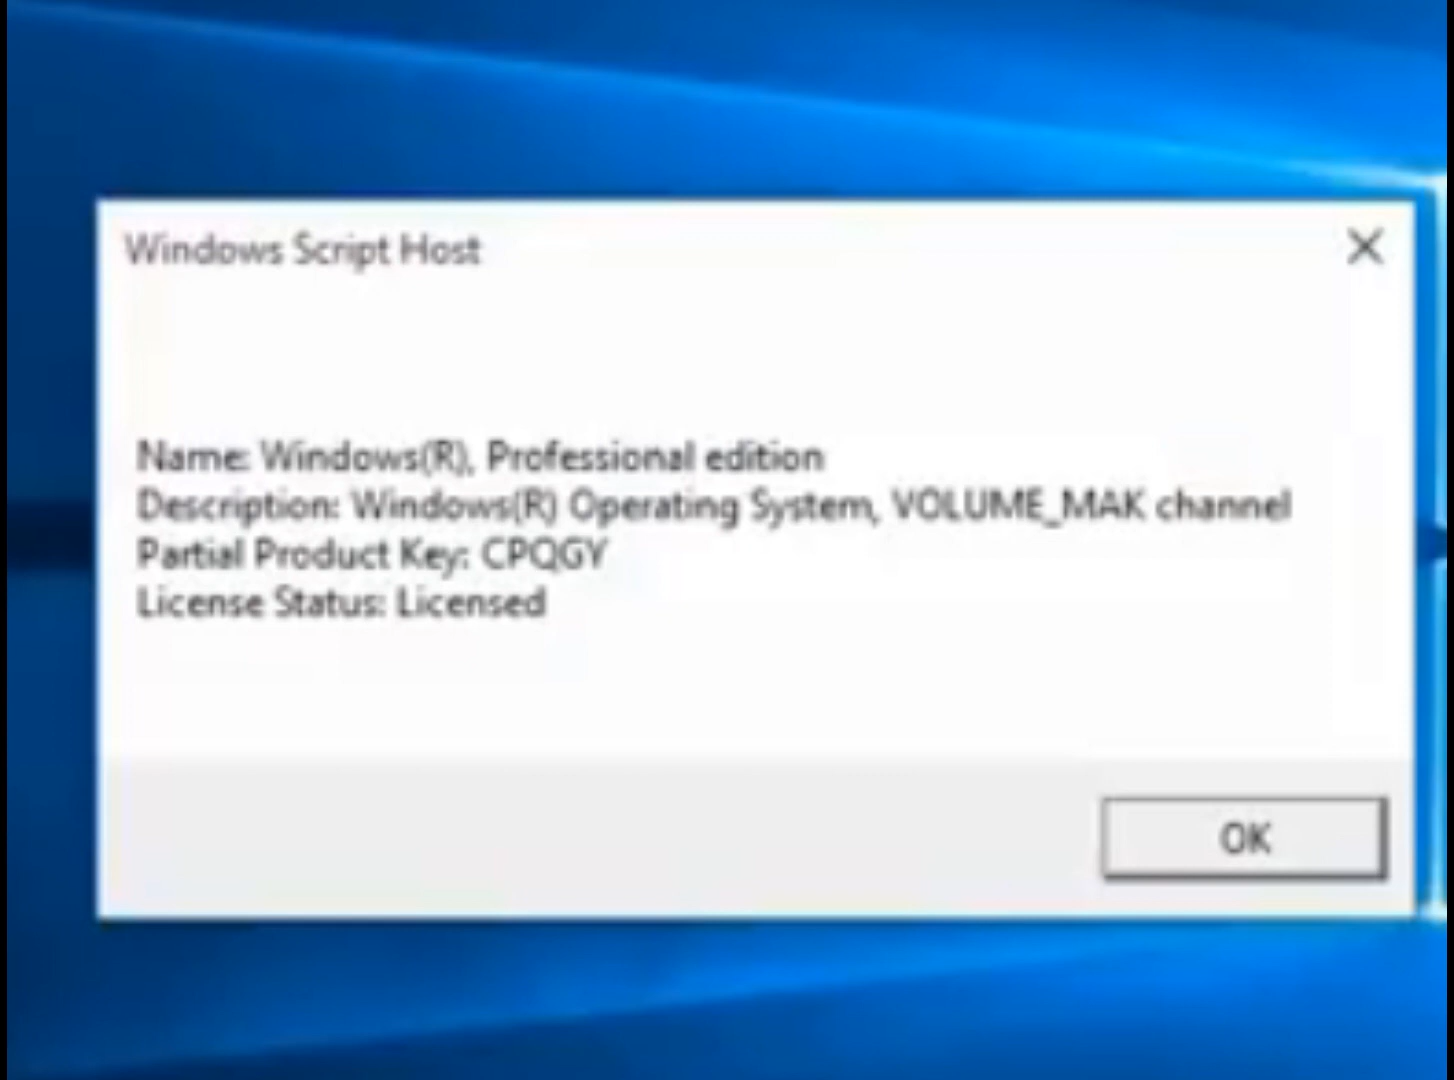 Windows Script Host
Name: Windows(R), Professional edition
Description: Windows(R) Operating System, VOLUME_MAK channel
Partial Product Key: CPQGY
License Status: Licensed
OK